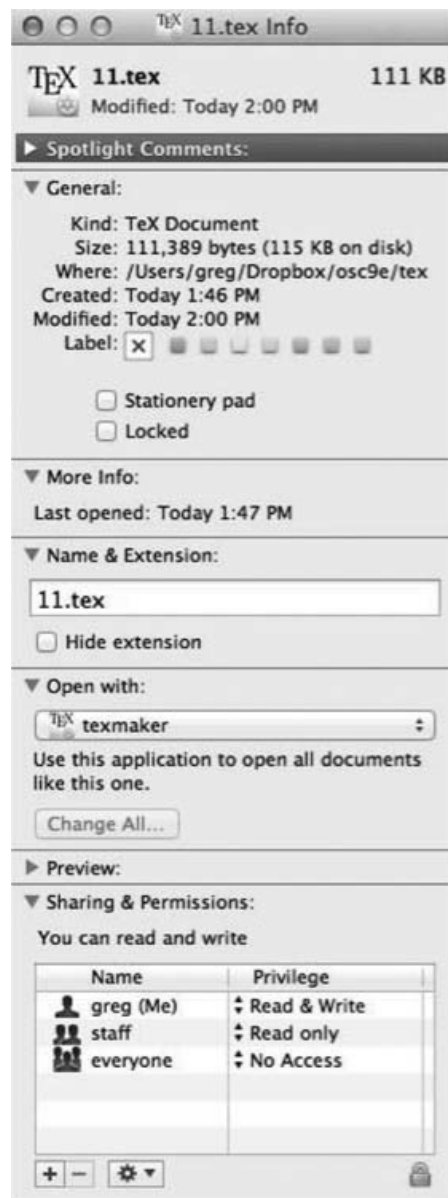 TEX 11.tex Info
TEX 11.tex 111 KB
Modified: Today 2:00 PM
▶ Spotlight Comments:
▼ General:
Kind: TeX Document
Size: 111,389 bytes (115 KB on disk)
Where: /Users/greg/Dropbox/osc9e/tex
Created: Today 1:46 PM
Modified: Today 2:00 PM
Label: ×
Stationery pad
Locked
▼ More Info:
Last opened: Today 1:47 PM
▼ Name & Extension:
11.tex
Hide extension
▼ Open with:
TEX texmaker
Use this application to open all documents
like this one.
Change All...
▶ Preview:
▼ Sharing & Permissions:
You can read and write
Name Privilege
greg (Me) Read & Write
staff Read only
everyone No Access
+ −